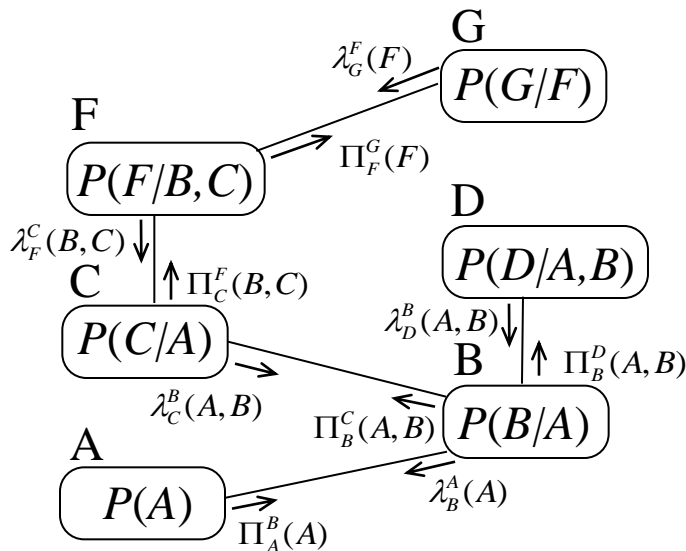 G
λ_G^F(F)
P(G/F)
F
Π_F^G(F)
P(F/B,C)
D
λ_F^C(B,C)
P(D/A,B)
C
Π_C^F(B,C)
λ_D^B(A,B)
P(C/A)
B
Π_B^D(A,B)
λ_C^B(A,B)
Π_B^C(A,B)
P(B/A)
A
λ_B^A(A)
P(A)
Π_A^B(A)